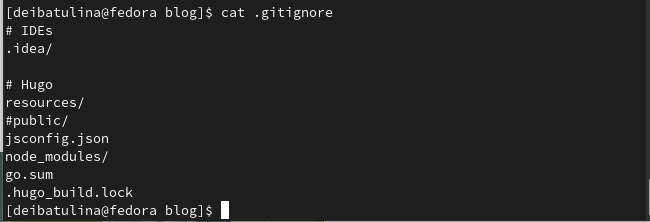 [deibatulina@fedora blog]$ cat .gitignore
# IDEs
.idea/

# Hugo
resources/
#public/
jsconfig.json
node_modules/
go.sum
.hugo_build.lock
[deibatulina@fedora blog]$